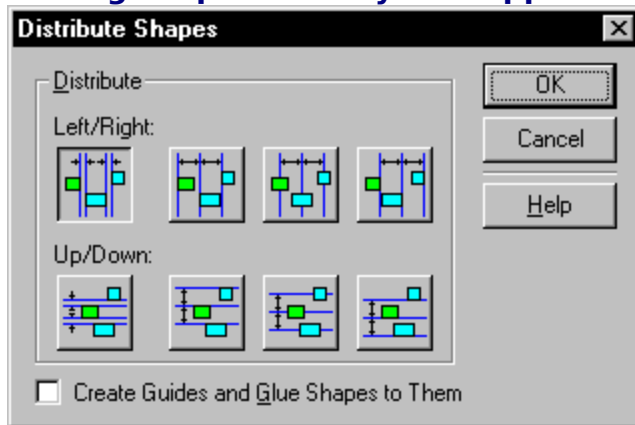 Distribute Shapes
Distribute
OK
Left/Right:
Cancel
Help
Up/Down:
Create Guides and Glue Shapes to Them